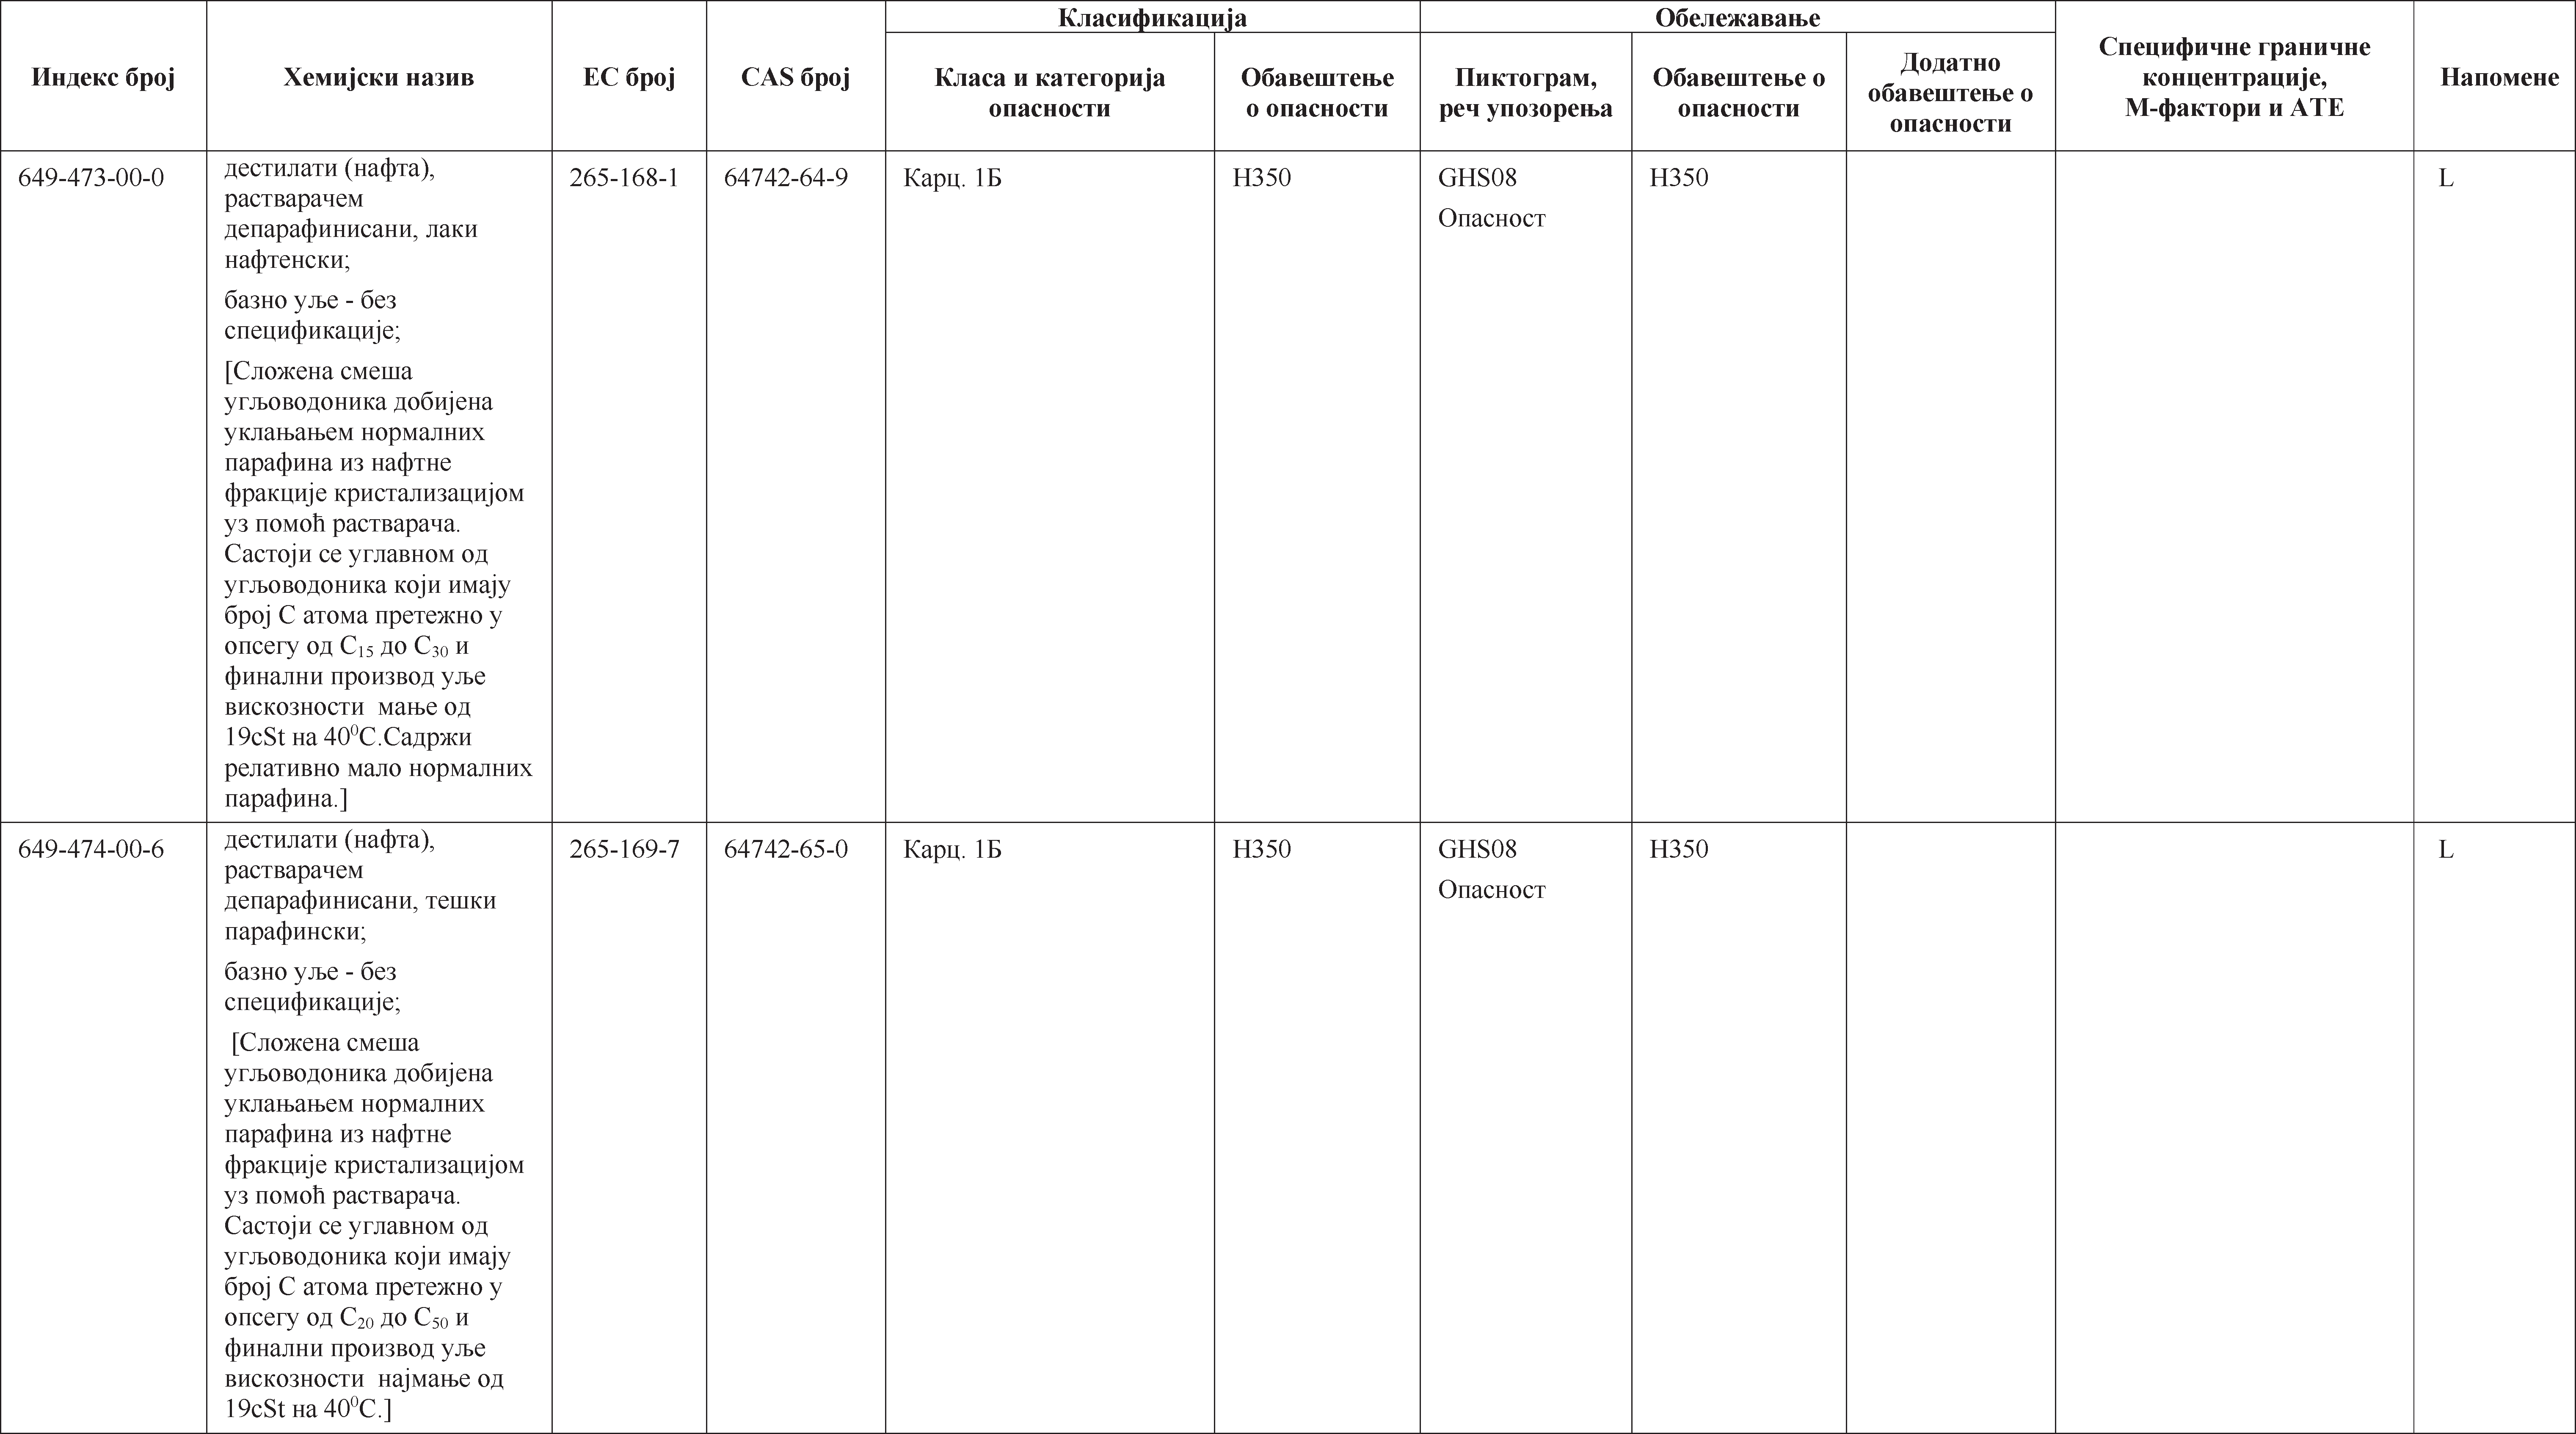 Класификација
Обележавање
Индекс број
Хемијски назив
ЕС број
CAS број
Класа и категорија
опасности
Обавештење
о опасности
Пиктограм,
реч упозорења
Обавештење о
опасности
Додатно
обавештење о
опасности
Специфичне граничне
концентрације,
М-фактори и АТЕ
Напомене
649-473-00-0
дестилати (нафта),
растварачем
депарафинисани, лаки
нафтенски;
базно уље - без
спецификације;
[Сложена смеша
угљоводоника добијена
уклањањем нормалних
парафина из нафтне
фракције кристализацијом
уз помоћ растварача.
Састоји се углавном од
угљоводоника који имају
број С атома претежно у
опсегу од C₁₅ до C₃₀ и
финални производ уље
вискозности  мање од
19cSt на 40⁰С.Садржи
релативно мало нормалних
парафина.]
265-168-1
64742-64-9
Карц. 1Б
H350
GHS08
Опасност
H350
L
649-474-00-6
дестилати (нафта),
растварачем
депарафинисани, тешки
парафински;
базно уље - без
спецификације;
[Сложена смеша
угљоводоника добијена
уклањањем нормалних
парафина из нафтне
фракције кристализацијом
уз помоћ растварача.
Састоји се углавном од
угљоводоника који имају
број С атома претежно у
опсегу од C₂₀ до C₅₀ и
финални производ уље
вискозности  најмање од
19cSt на 40⁰С.]
265-169-7
64742-65-0
Карц. 1Б
H350
GHS08
Опасност
H350
L